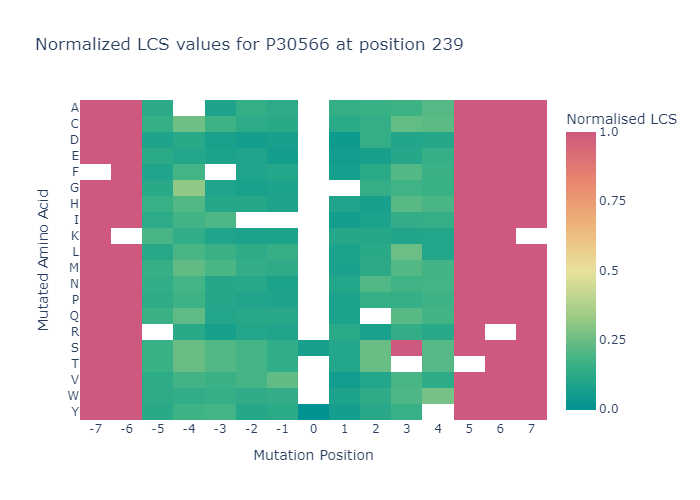 Normalized LCS values for P30566 at position 239
Normalised LCS
1.0
0.75
0.5
0.25
0.0
Mutated Amino Acid
A
C
D
E
F
G
H
I
K
L
M
N
P
Q
R
S
T
V
W
Y
-7 -6 -5 -4 -3 -2 -1 0 1 2 3 4 5 6 7
Mutation Position